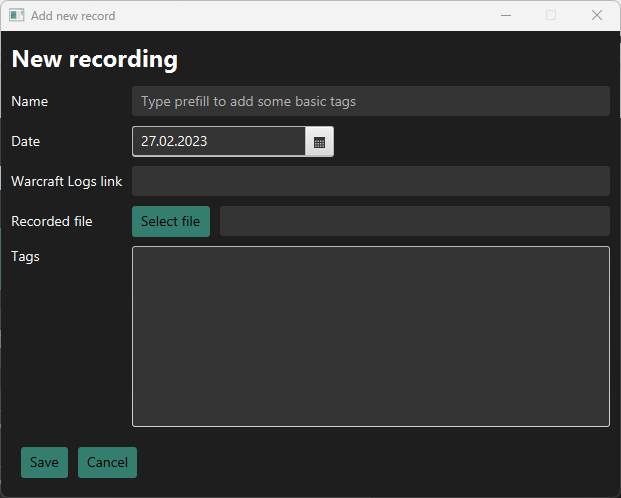 Add new record
New recording
Name Type prefill to add some basic tags
Date 27.02.2023
Warcraft Logs link
Recorded file Select file
Tags
Save Cancel